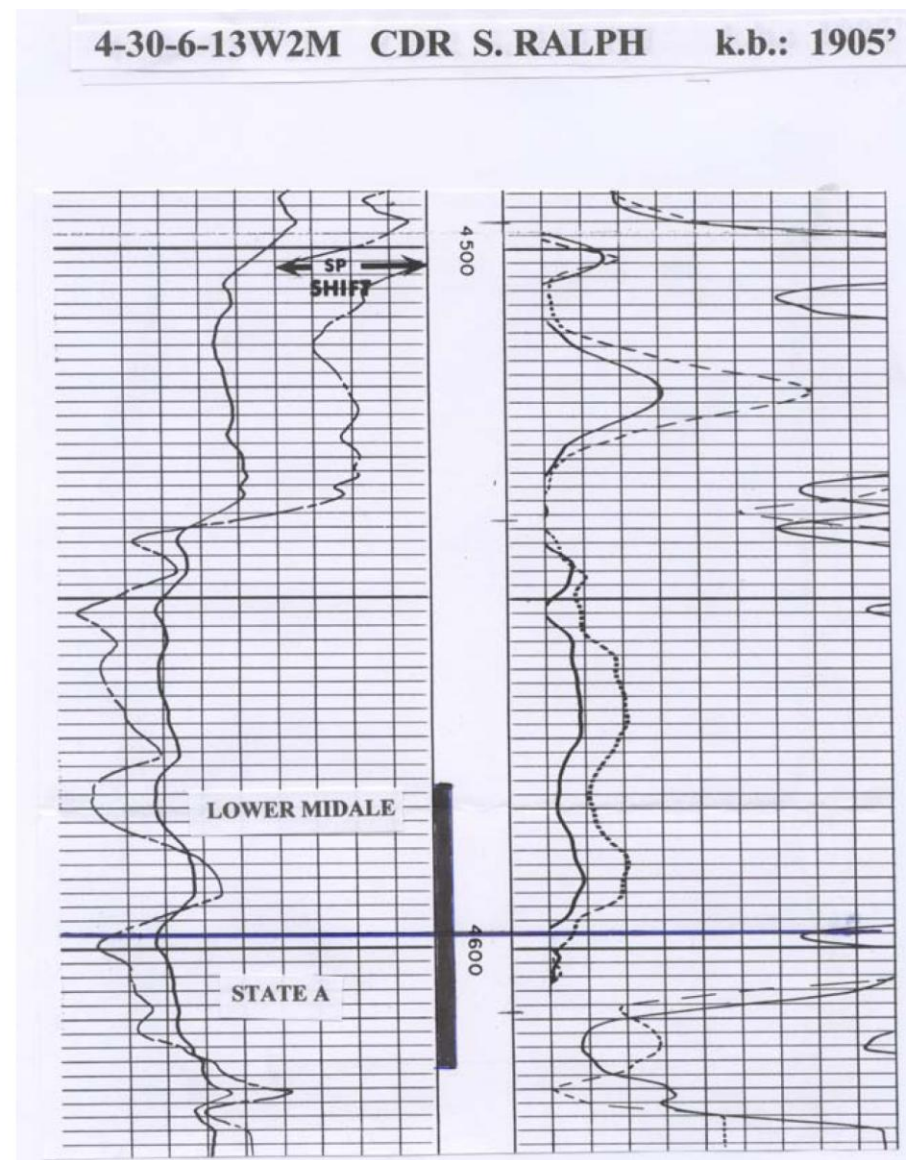 4-30-6-13W2M CDR S. RALPH k.b.: 1905’
4500
SP
SHIFT
LOWER MIDALE
4600
STATE A